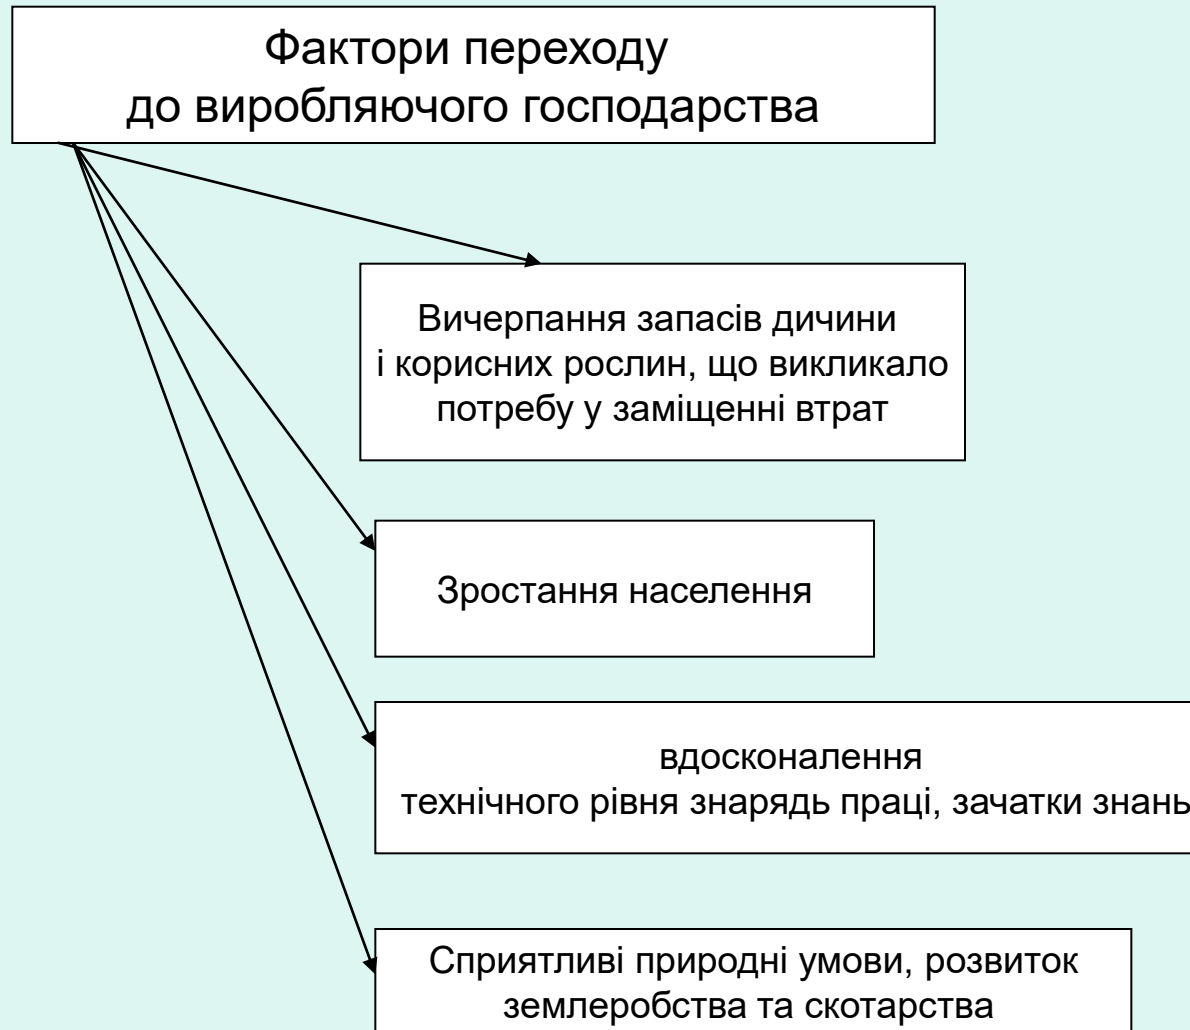 Фактори переходу
до виробляючого господарства
Вичерпання запасів дичини
і корисних рослин, що викликало
потребу у заміщенні втрат
Зростання населення
вдосконалення
технічного рівня знарядь праці, зачатки знань
Сприятливі природні умови, розвиток
землеробства та скотарства